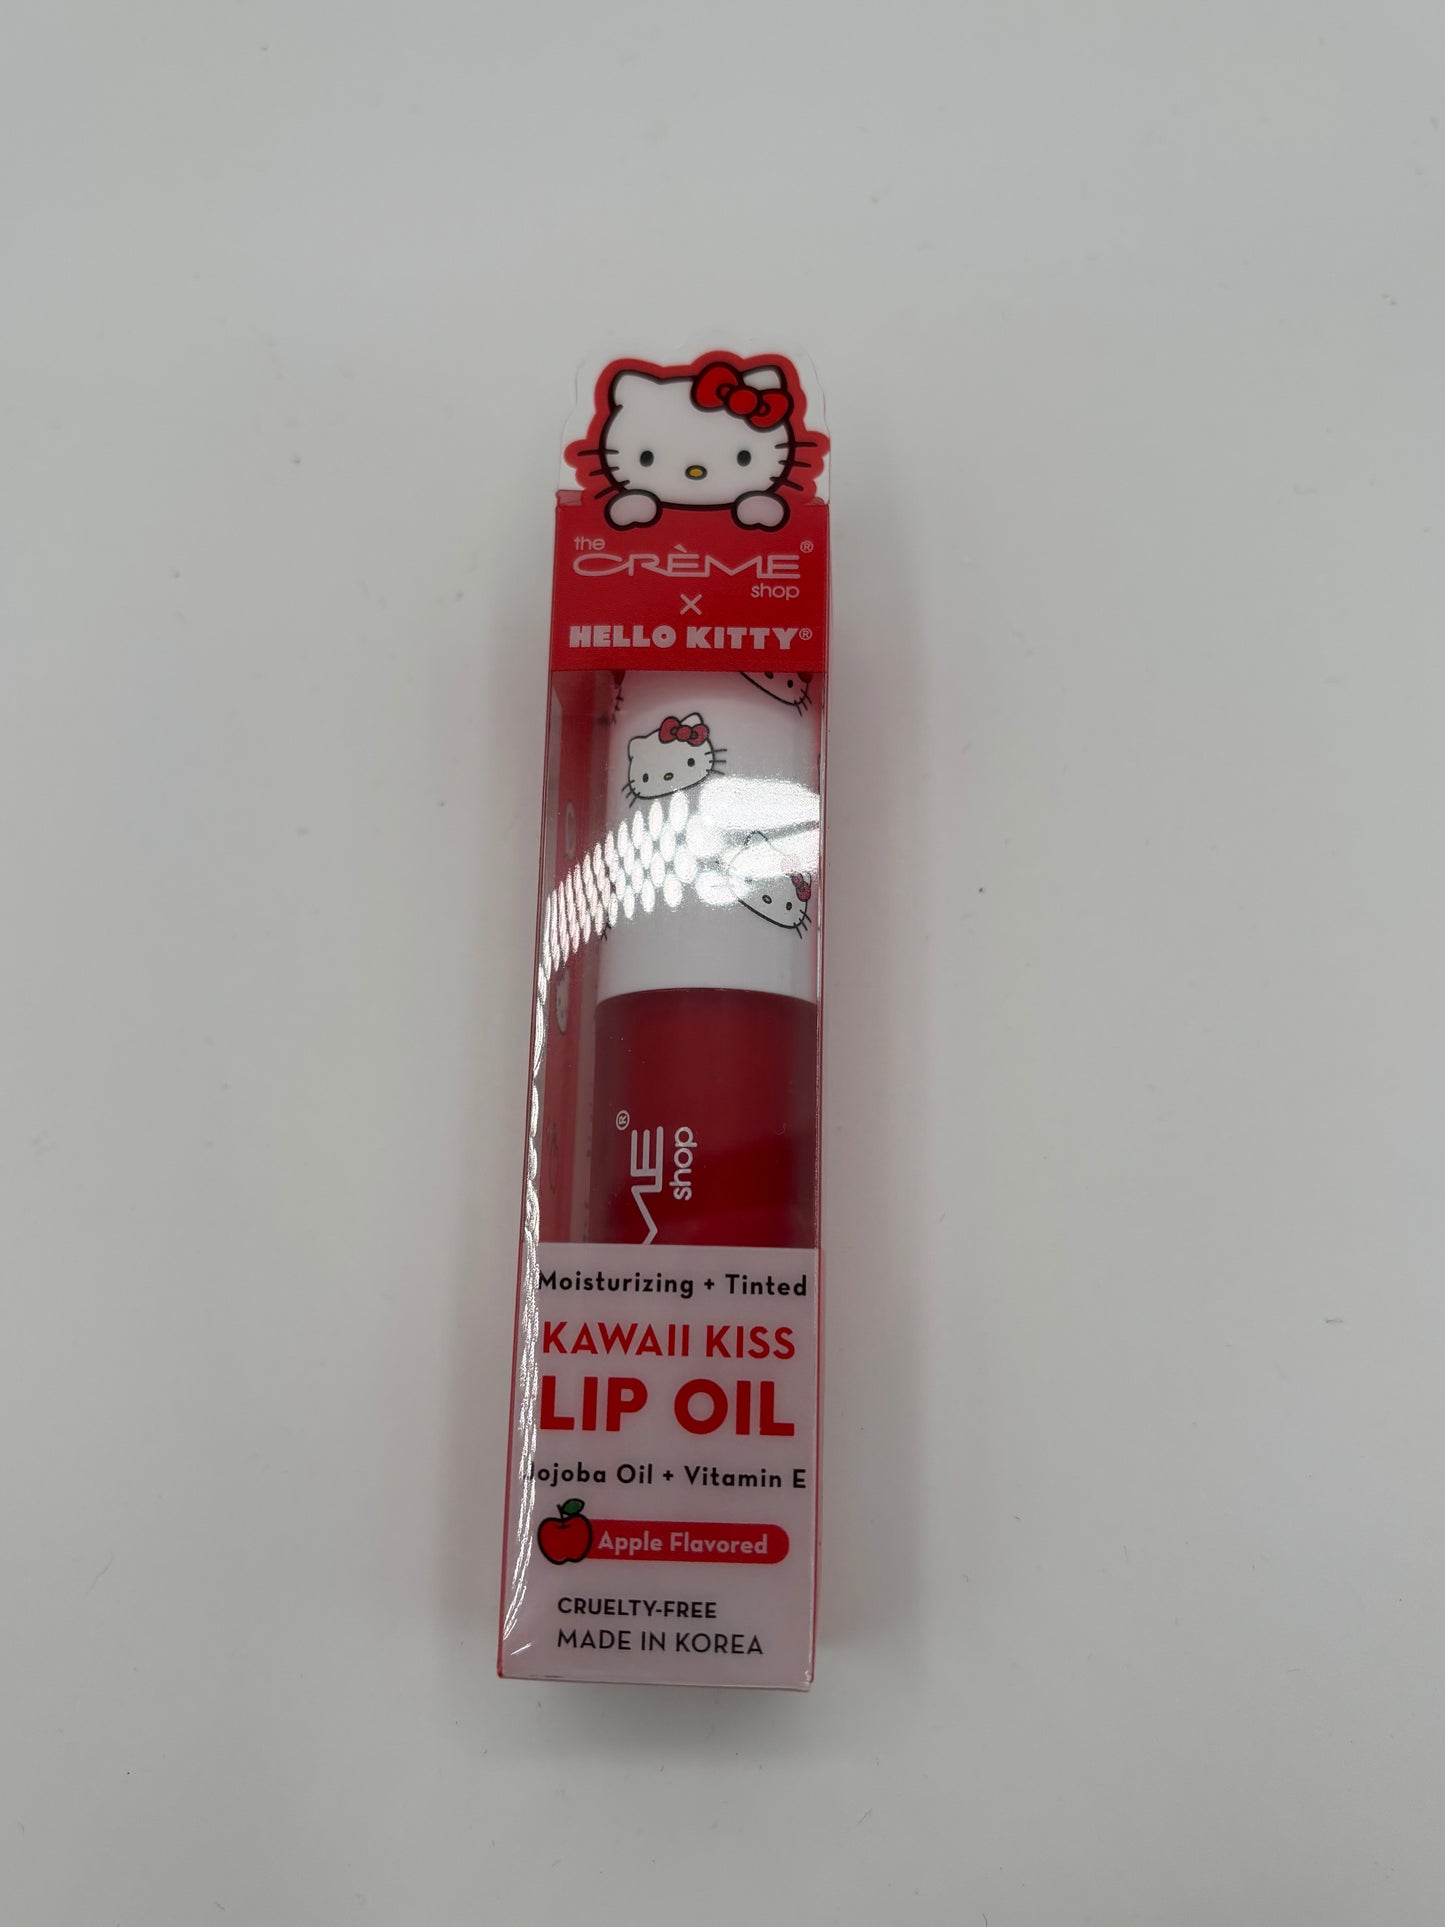 the
CRÈME®
shop
×
HELLO KITTY®
ME®
shop
Moisturizing + Tinted
KAWAII KISS
LIP OIL
Jojoba Oil + Vitamin E
Apple Flavored
CRUELTY-FREE
MADE IN KOREA